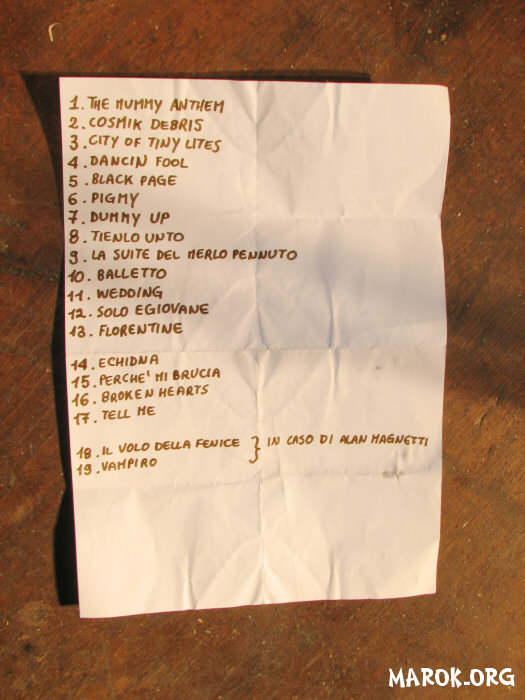 1. THE MUMMY ANTHEM
2. COSMIK DEBRIS
3. CITY OF TINY LITES
4. DANCIN FOOL
5. BLACK PAGE
6. PIGMY
7. DUMMY UP
8. TIENLO UNTO
9. LA SUITE DEL MERLO PENNUTO
10. BALLETTO
11. WEDDING
12. SOLO EGIOVANE
13. FLORENTINE
14. ECHIDNA
15. PERCHE' MI BRUCIA
16. BROKEN HEARTS
17. TELL ME
18. IL VOLO DELLA FENICE } IN CASO DI ALAN MAGNETTI
19. VAMPIRO
MAROK.ORG